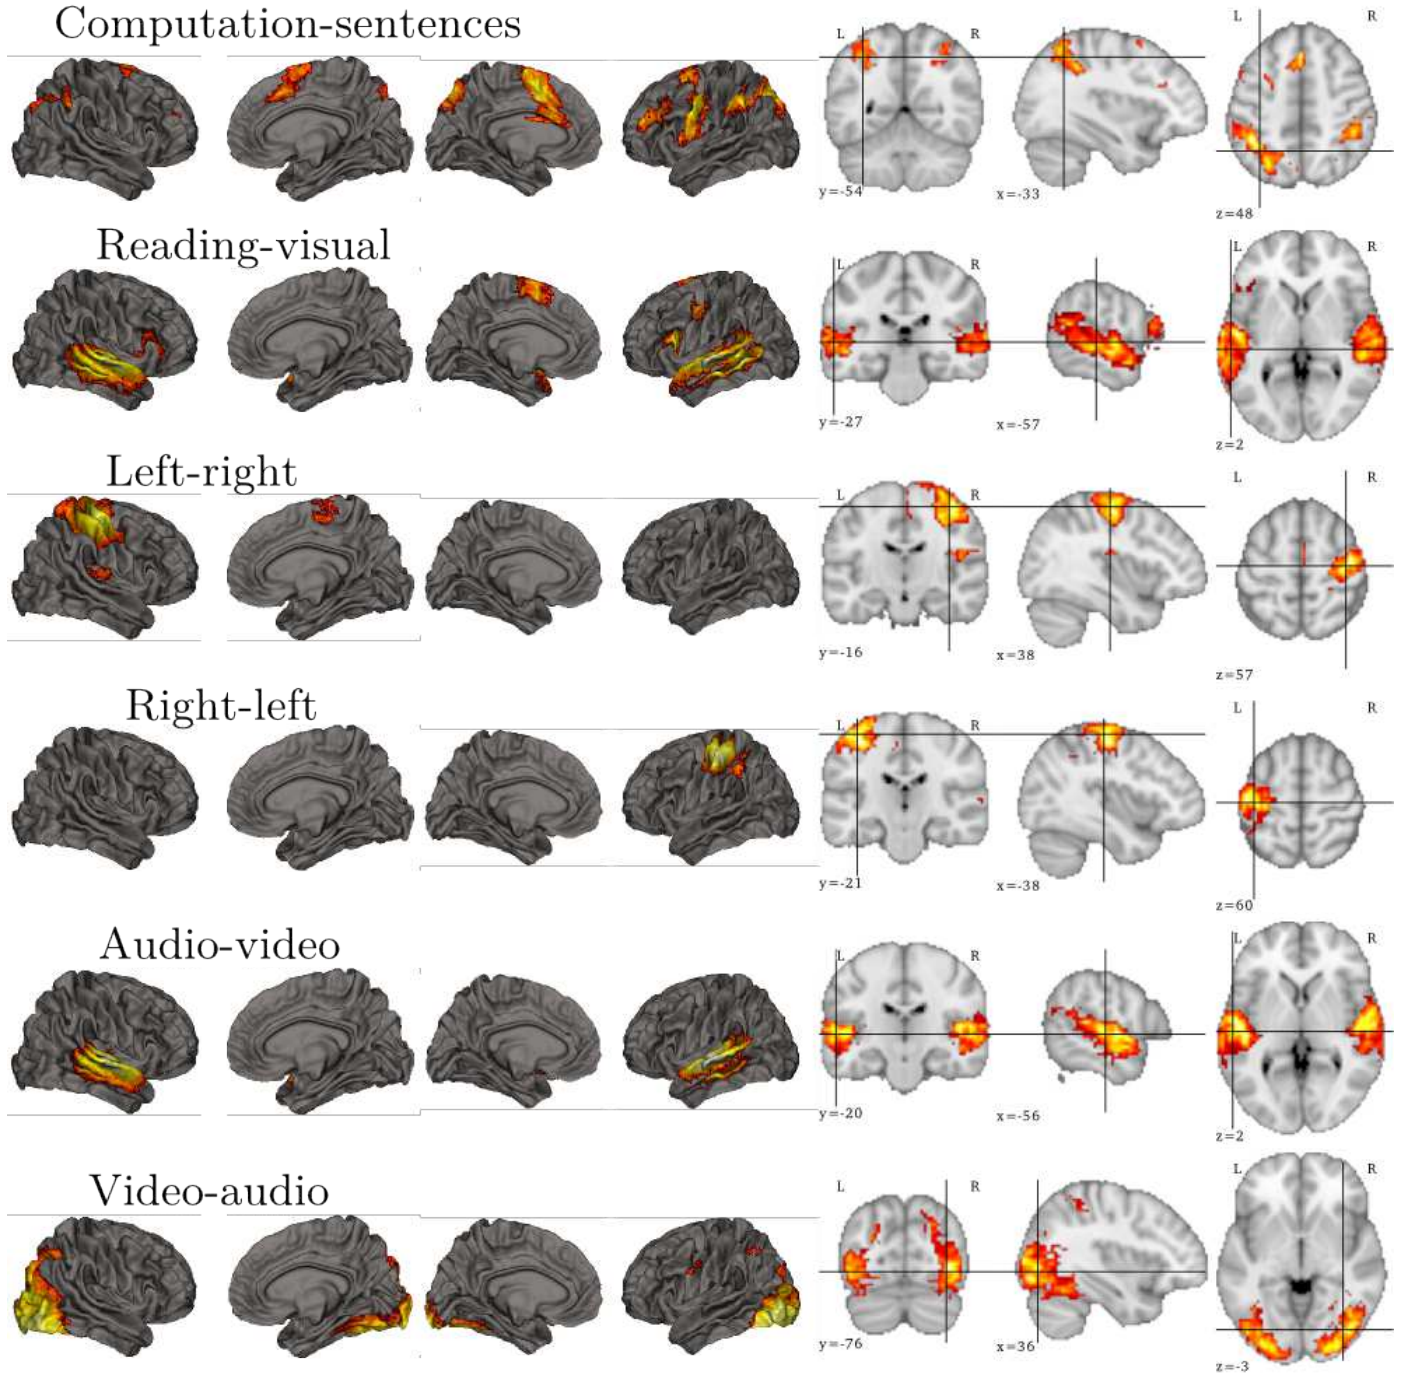 Computation-sentences
L R L R
y=-54 x=-33 z=48
Reading-visual
L R L R
y=-27 x=-57 z=2
Left-right
L R L R
y=-16 x=38 z=57
Right-left
L R L R
y=-21 x=-38 z=60
Audio-video
L R L R
y=-20 x=-56 z=2
Video-audio
L R L R
y=-76 x=36 z=-3